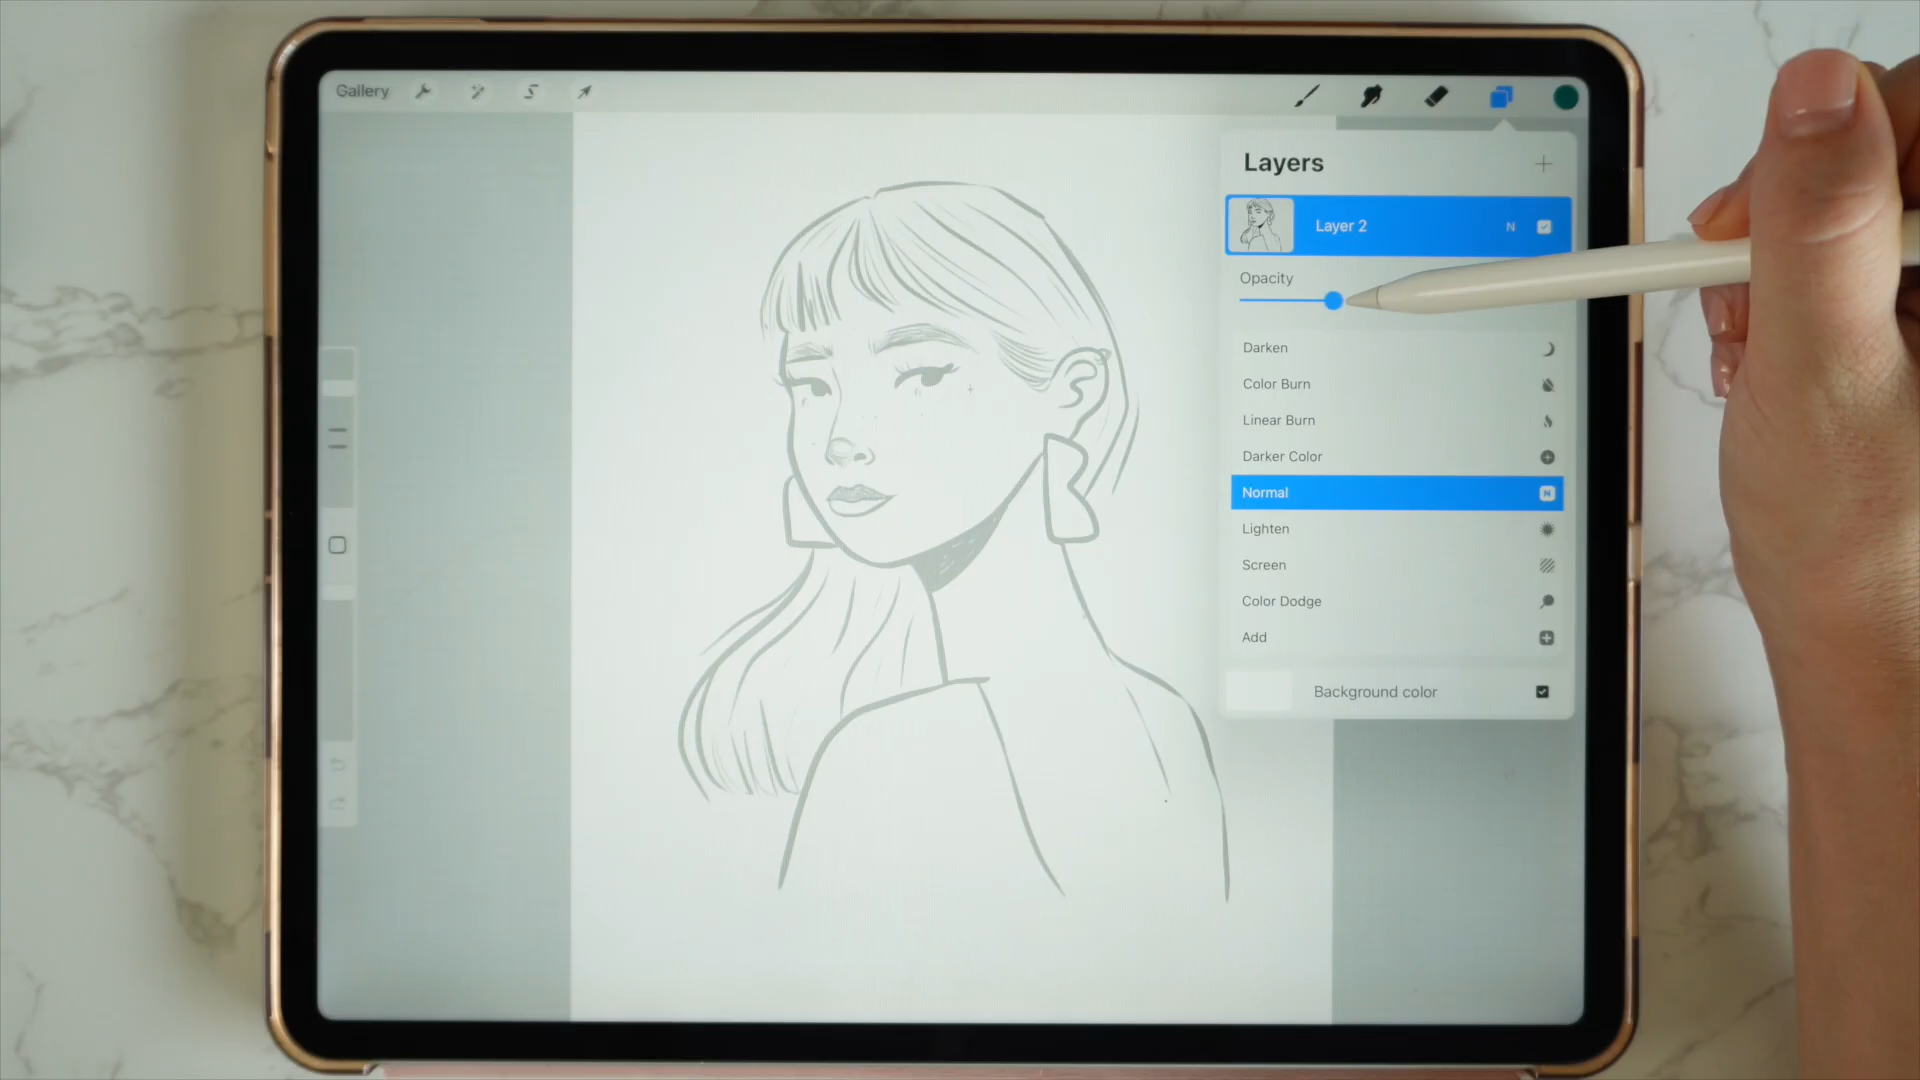 Gallery
Layers
Layer 2 N
Opacity
Darken
Color Burn
Linear Burn
Darker Color
Normal N
Lighten
Screen
Color Dodge
Add
Background color